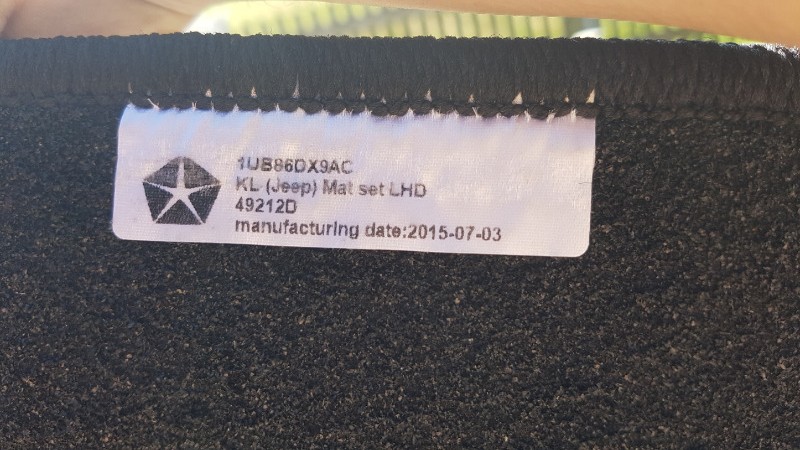 1UB86DX9AC
KL (Jeep) Mat set LHD
49212D
manufacturing date:2015-07-03